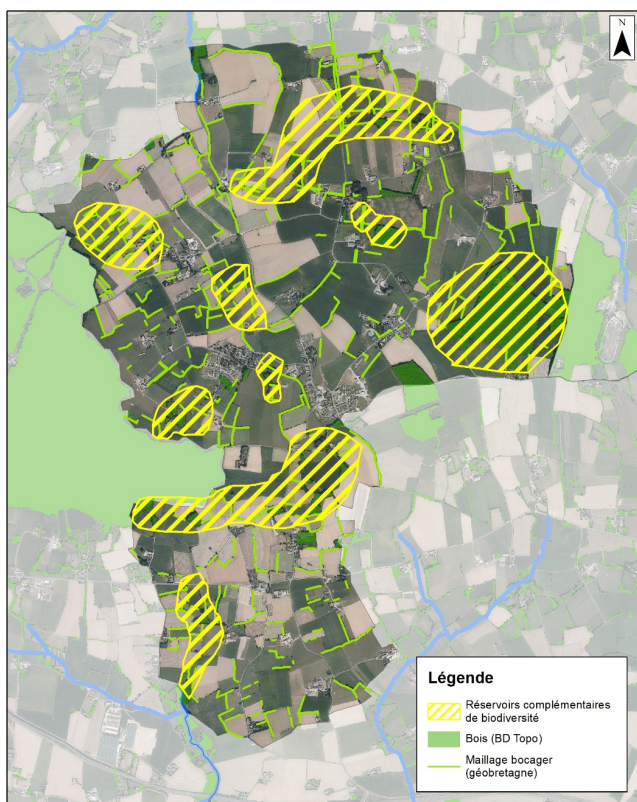 N
Légende
Réservoirs complémentaires
de biodiversité
Bois (BD Topo)
Maillage bocager
(géobretagne)